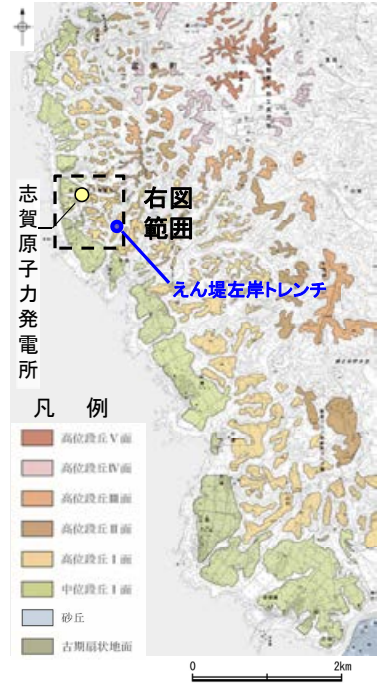 志賀原子力発電所
右図
範囲
えん堤左岸トレンチ
凡 例
高位段丘Ⅴ面
高位段丘Ⅳ面
高位段丘Ⅲ面
高位段丘Ⅱ面
高位段丘Ⅰ面
中位段丘Ⅰ面
砂丘
古期扇状地面
0 2km